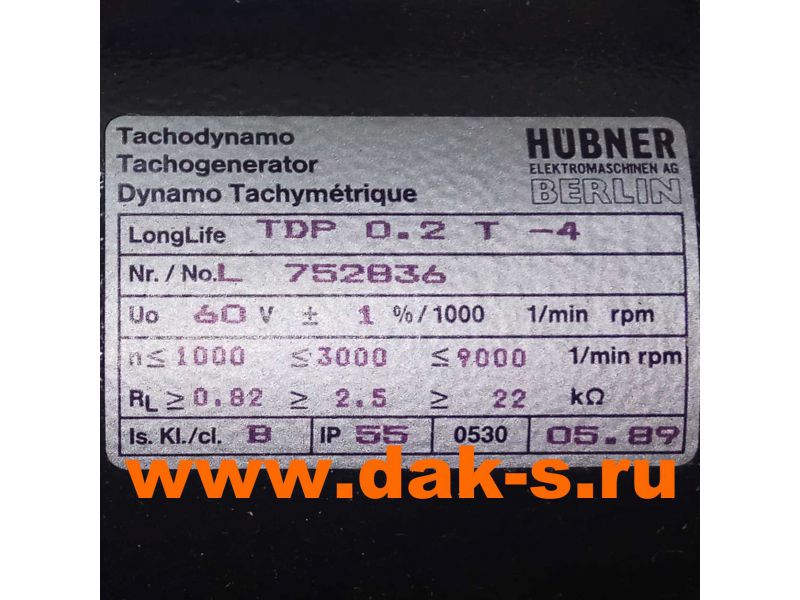 Tachodynamo
Tachogenerator
Dynamo Tachymétrique
HÜBNER
ELEKTROMASCHINEN AG
BERLIN
LongLife TDP 0.2 T -4
Nr. / No. L 752836
Uo 60 V ± 1 %/1000 1/min rpm
n ≤ 1000 ≤ 3000 ≤ 9000 1/min rpm
RL ≥ 0.82 ≥ 2.5 ≥ 22 kΩ
Is. Kl./cl. B IP 55 0530 05.89
www.dak-s.ru